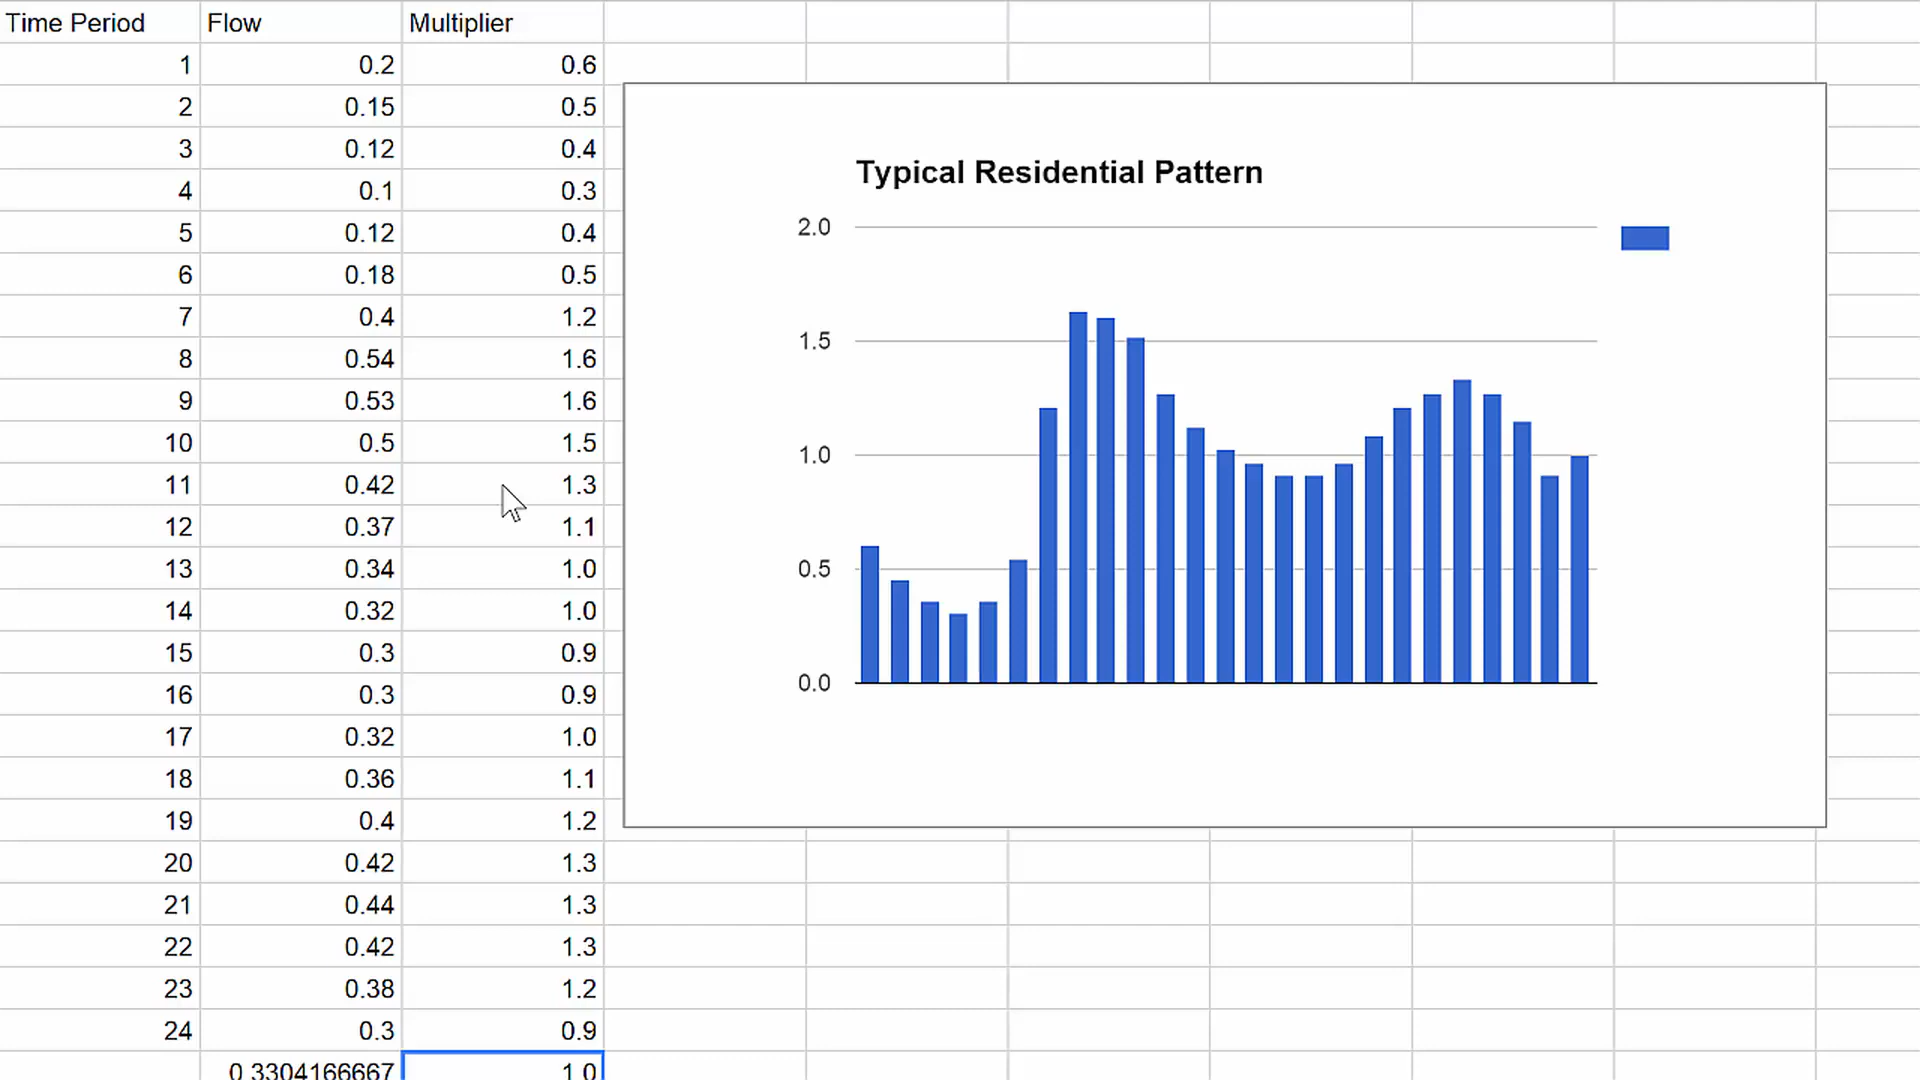 Time Period Flow Multiplier
1 0.2 0.6
2 0.15 0.5
3 0.12 0.4
4 0.1 0.3
5 0.12 0.4
6 0.18 0.5
7 0.4 1.2
8 0.54 1.6
9 0.53 1.6
10 0.5 1.5
11 0.42 1.3
12 0.37 1.1
13 0.34 1.0
14 0.32 1.0
15 0.3 0.9
16 0.3 0.9
17 0.32 1.0
18 0.36 1.1
19 0.4 1.2
20 0.42 1.3
21 0.44 1.3
22 0.42 1.3
23 0.38 1.2
24 0.3 0.9
0.3304166667 1.0
Typical Residential Pattern
2.0
1.5
1.0
0.5
0.0